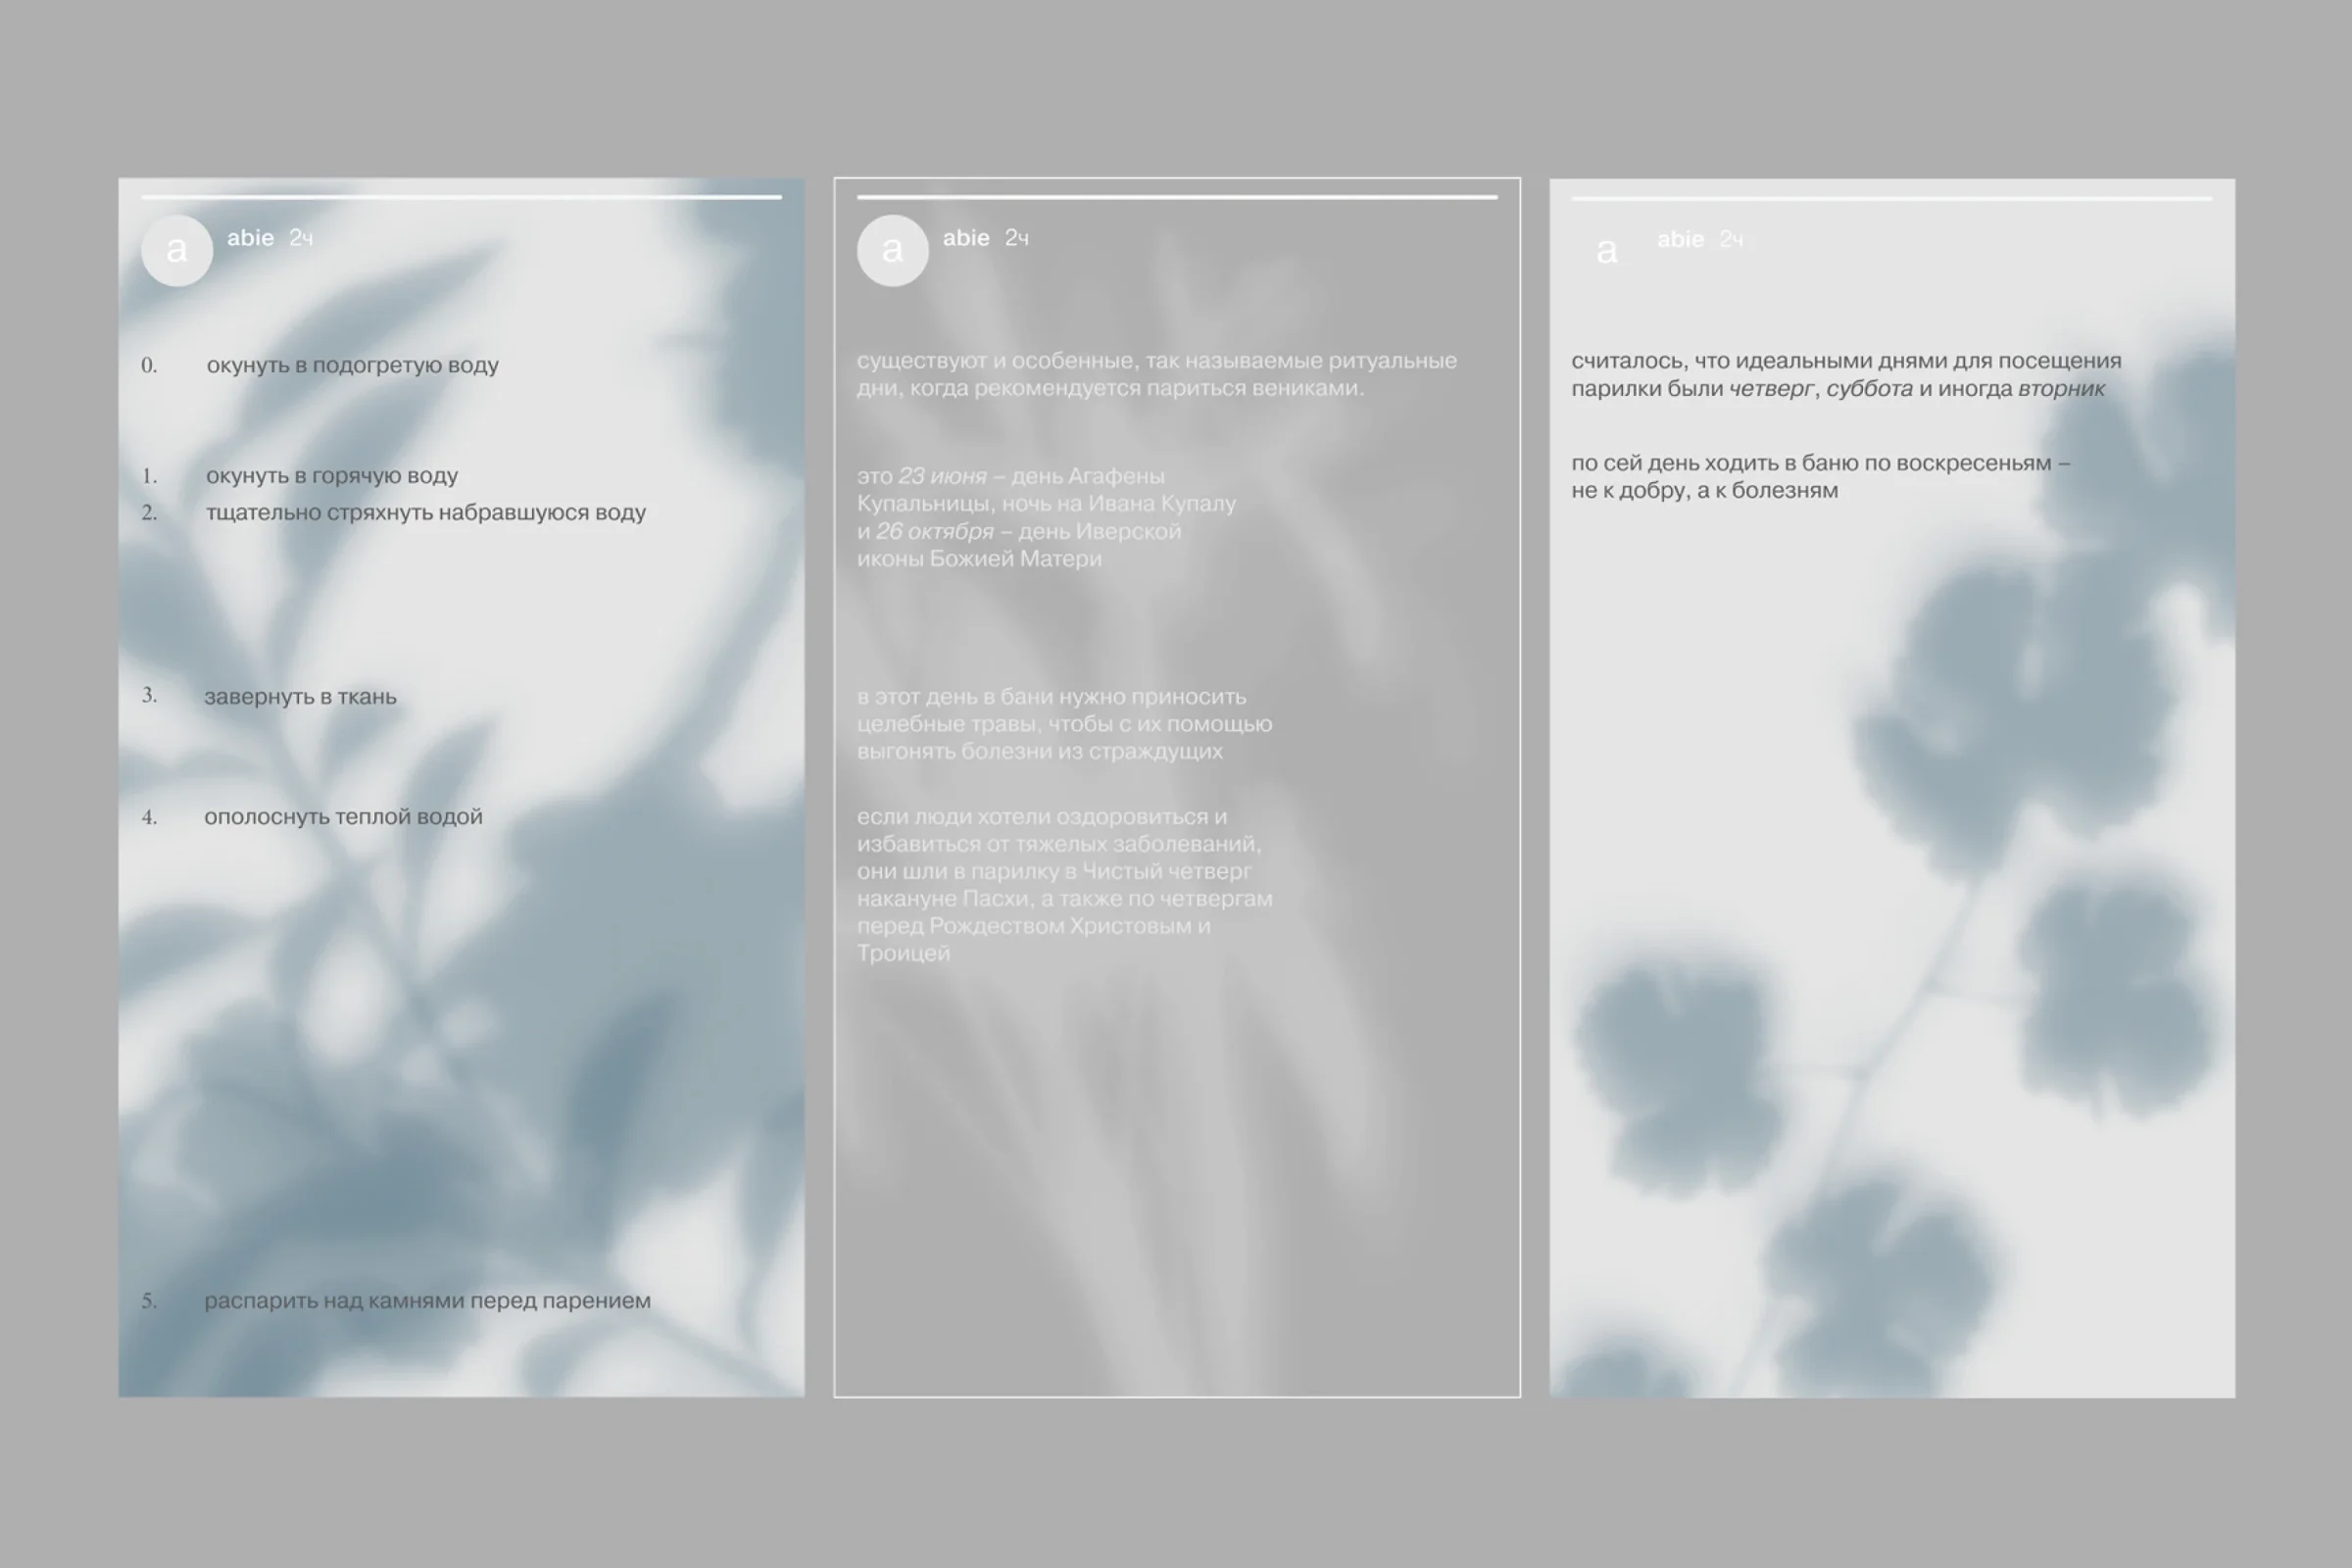 a
abie 2ч
0. окунуть в подогретую воду
1. окунуть в горячую воду
2. тщательно стряхнуть набравшуюся воду
3. завернуть в ткань
4. ополоснуть теплой водой
5. распарить над камнями перед парением
a
abie 2ч
существуют и особенные, так называемые ритуальные
дни, когда рекомендуется париться вениками.
это 23 июня – день Агафены
Купальницы, ночь на Ивана Купалу
и 26 октября – день Иверской
иконы Божией Матери
в этот день в бани нужно приносить
целебные травы, чтобы с их помощью
выгонять болезни из страждущих
если люди хотели оздоровиться и
избавиться от тяжелых заболеваний,
они шли в парилку в Чистый четверг
накануне Пасхи, а также по четвергам
перед Рождеством Христовым и
Троицей
a
abie 2ч
считалось, что идеальными днями для посещения
парилки были четверг, суббота и иногда вторник
по сей день ходить в баню по воскресеньям –
не к добру, а к болезням